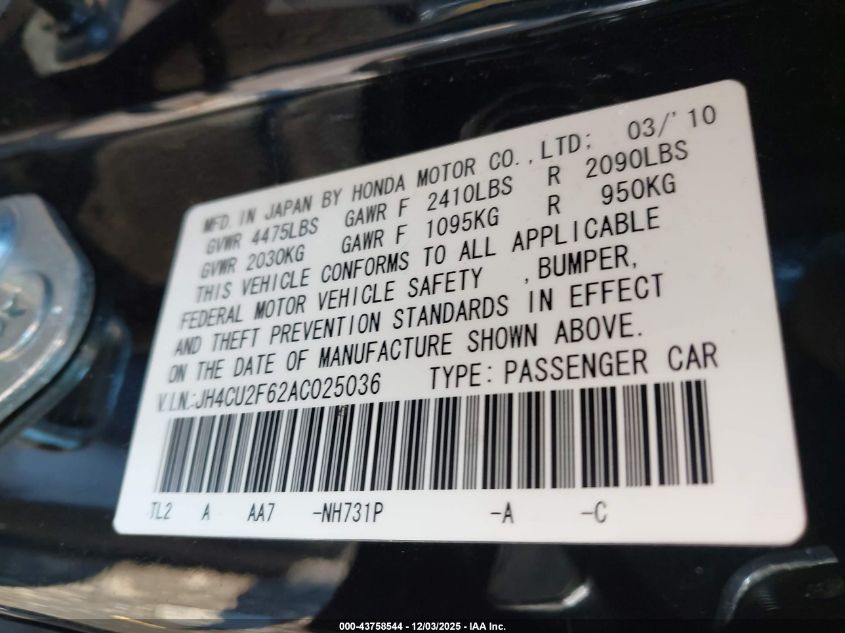 MFD. IN JAPAN BY HONDA MOTOR CO., LTD; 03/'10
GVWR 4475LBS GAWR F 2410LBS R 2090LBS
GVWR 2030KG GAWR F 1095KG R 950KG
THIS VEHICLE CONFORMS TO ALL APPLICABLE
FEDERAL MOTOR VEHICLE SAFETY , BUMPER,
AND THEFT PREVENTION STANDARDS IN EFFECT
ON THE DATE OF MANUFACTURE SHOWN ABOVE.
V.I.N.:JH4CU2F62AC025036 TYPE: PASSENGER CAR
TL2 A AA7 -NH731P -A -C
000-43758544 - 12/03/2025 - IAA Inc.